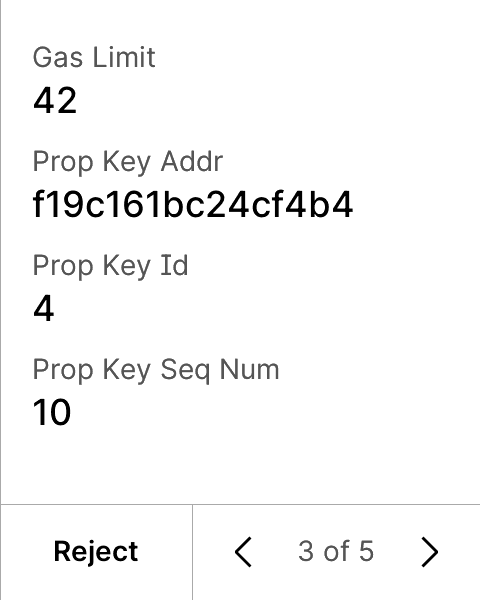 Gas Limit
42
Prop Key Addr
f19c161bc24cf4b4
Prop Key Id
4
Prop Key Seq Num
10
Reject
3 of 5